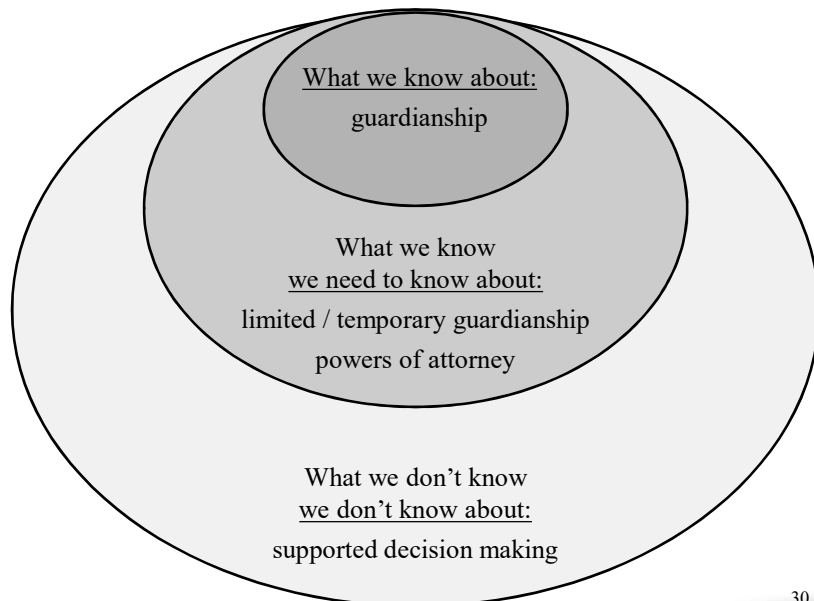 What we know about:
guardianship
What we know
we need to know about:
limited / temporary guardianship
powers of attorney
What we don’t know
we don’t know about:
supported decision making
30